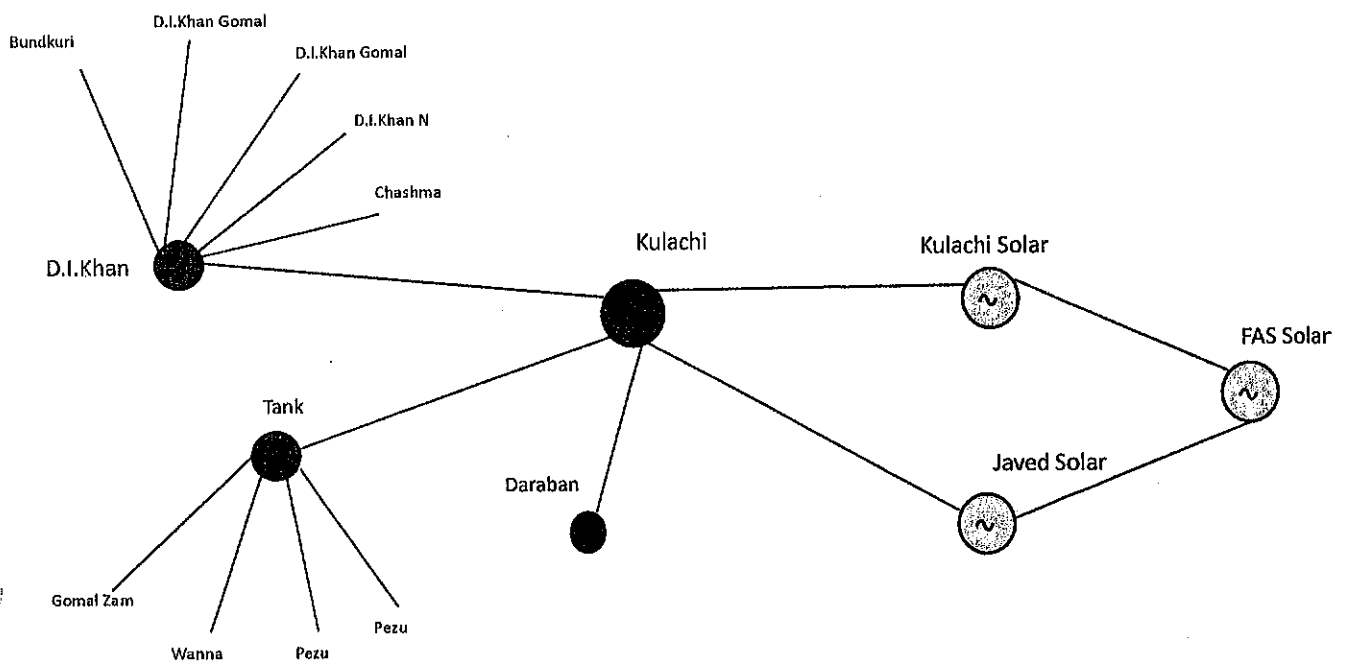 D.I.Khan Gomal
Bundkuri
D.I.Khan Gomal
D.I.Khan N
Chashma
Kulachi
Kulachi Solar
D.I.Khan
FAS Solar
Tank
Javed Solar
Daraban
Gomal Zam
Pezu
Wanna
Pezu